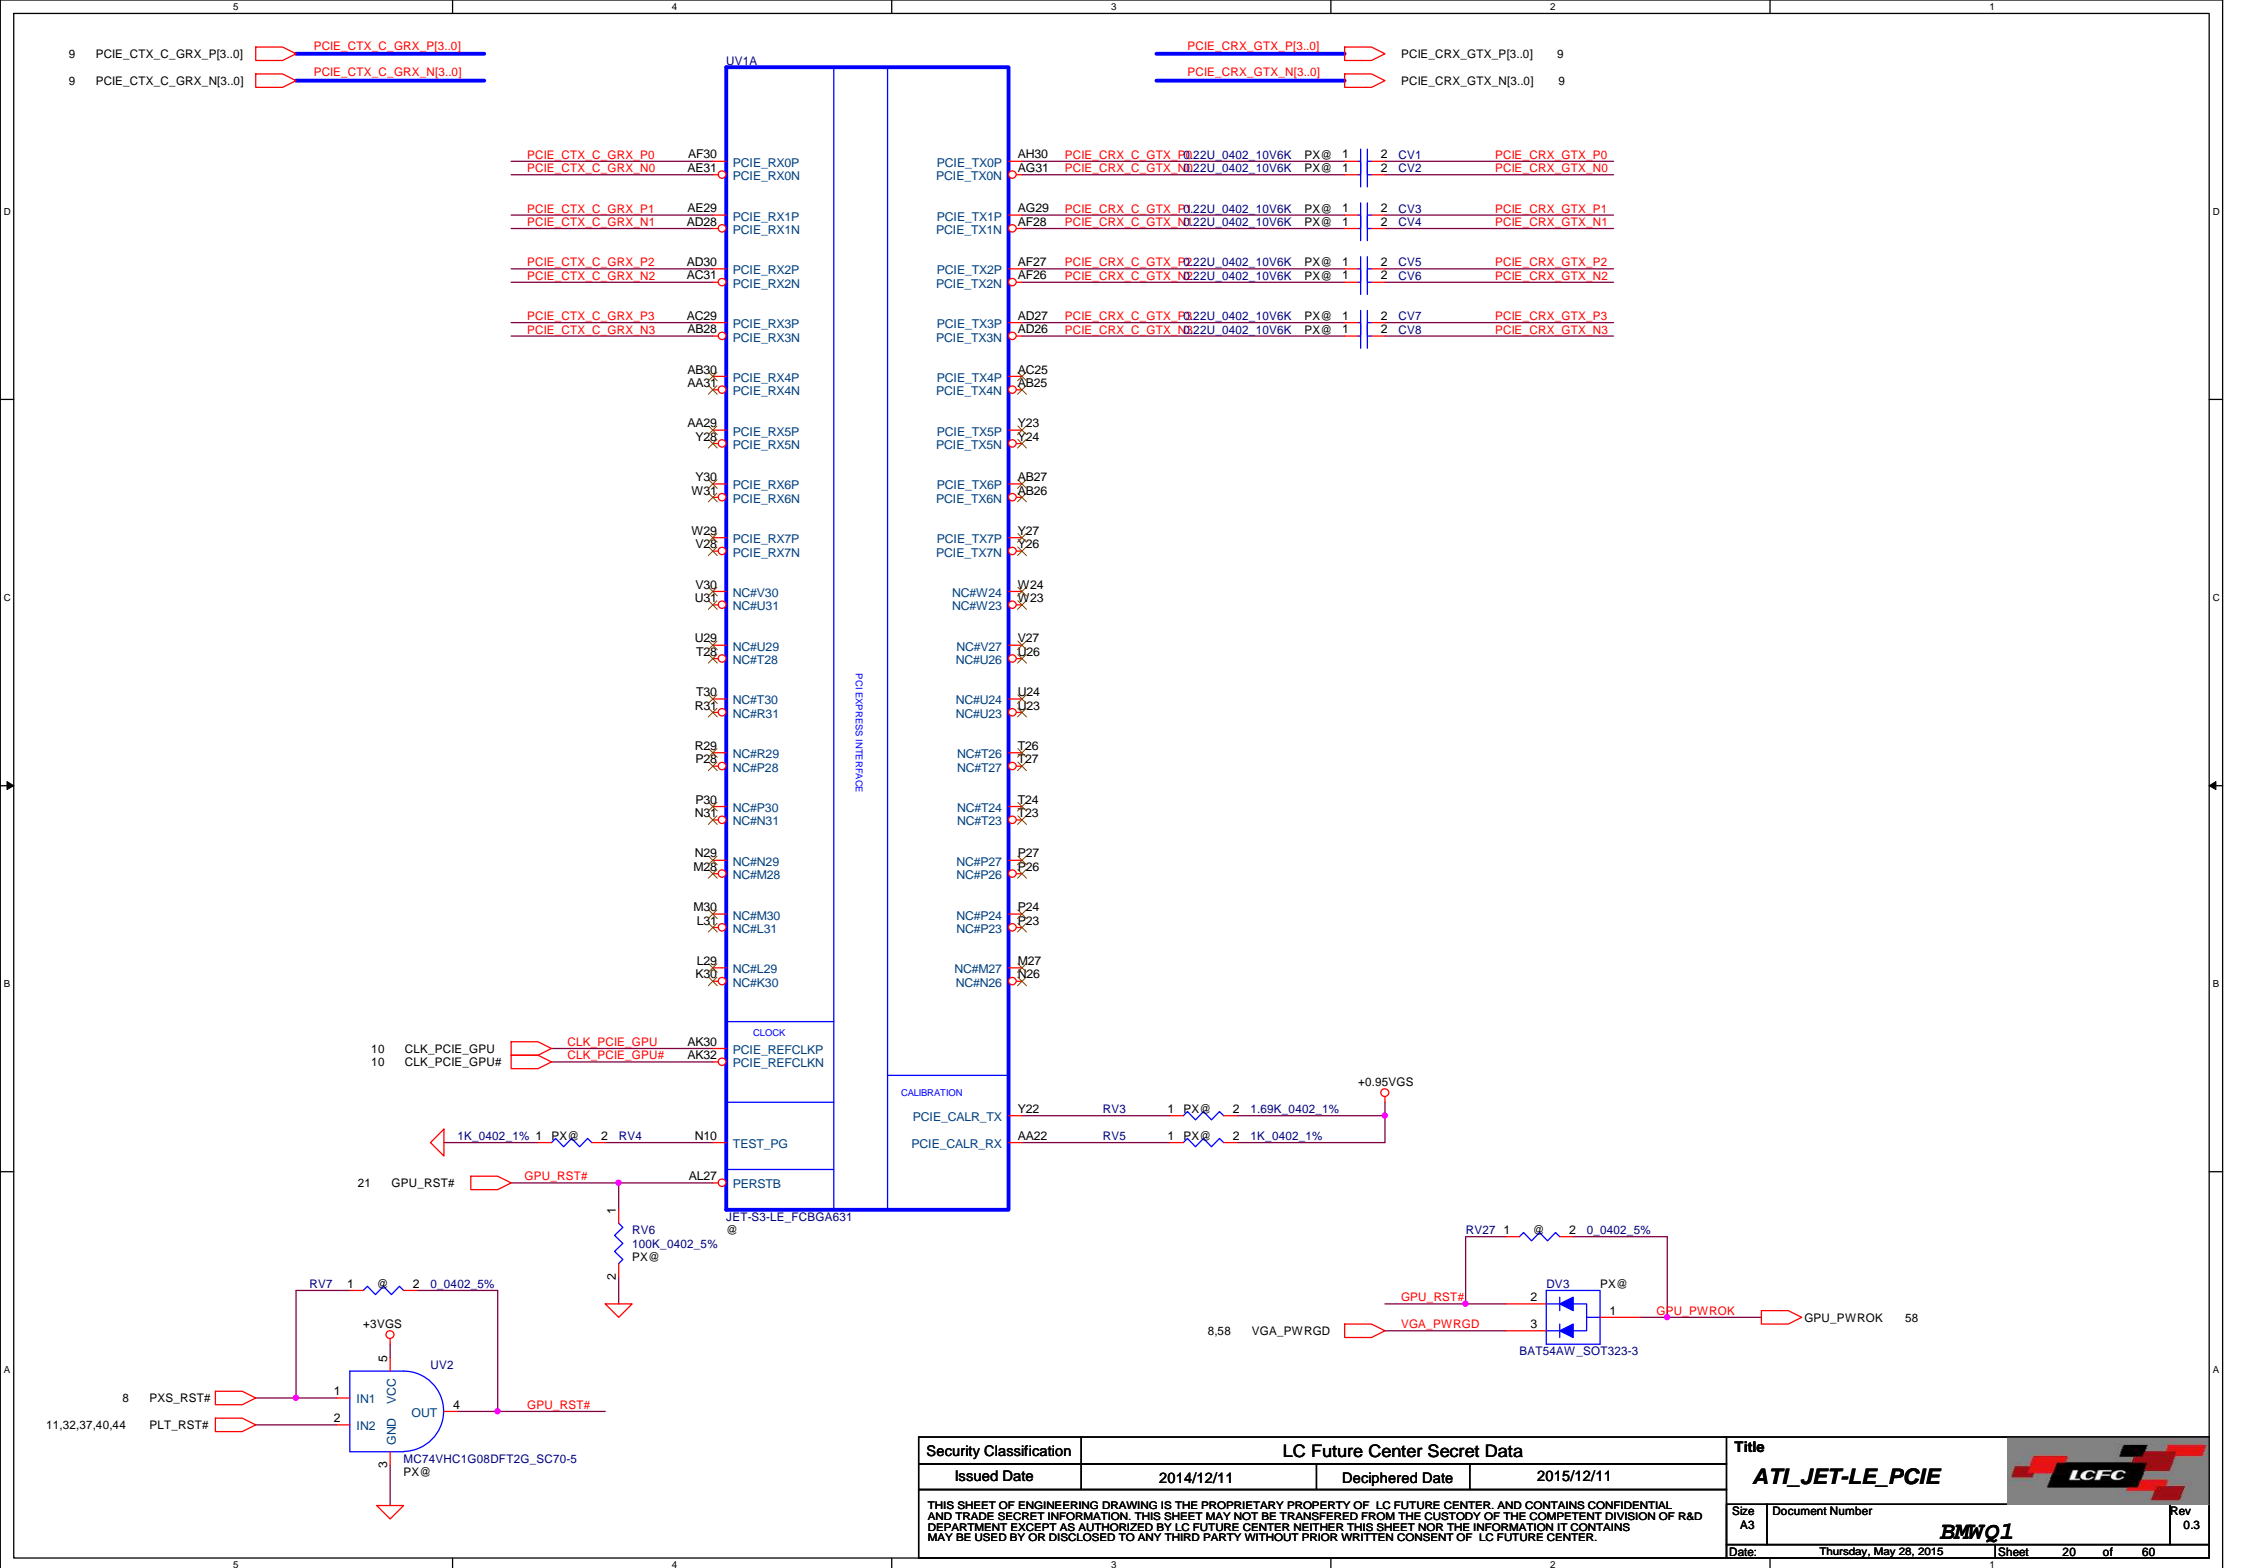 5 4 3 2 1
9 PCIE_CTX_C_GRX_P[3..0] PCIE_CTX_C_GRX_P[3..0]
9 PCIE_CTX_C_GRX_N[3..0] PCIE_CTX_C_GRX_N[3..0]
PCIE_CRX_GTX_P[3..0] PCIE_CRX_GTX_P[3..0] 9
PCIE_CRX_GTX_N[3..0] PCIE_CRX_GTX_N[3..0] 9
UV1A
PCIE_CTX_C_GRX_P0 AF30 PCIE_RX0P PCIE_TX0P AH30 PCIE_CRX_C_GTX_P0 0.22U_0402_10V6K PX@ 1 2 CV1 PCIE_CRX_GTX_P0
PCIE_CTX_C_GRX_N0 AE31 PCIE_RX0N PCIE_TX0N AG31 PCIE_CRX_C_GTX_N0 0.22U_0402_10V6K PX@ 1 2 CV2 PCIE_CRX_GTX_N0
D D
PCIE_CTX_C_GRX_P1 AE29 PCIE_RX1P PCIE_TX1P AG29 PCIE_CRX_C_GTX_P1 0.22U_0402_10V6K PX@ 1 2 CV3 PCIE_CRX_GTX_P1
PCIE_CTX_C_GRX_N1 AD28 PCIE_RX1N PCIE_TX1N AF28 PCIE_CRX_C_GTX_N1 0.22U_0402_10V6K PX@ 1 2 CV4 PCIE_CRX_GTX_N1
PCIE_CTX_C_GRX_P2 AD30 PCIE_RX2P PCIE_TX2P AF27 PCIE_CRX_C_GTX_P2 0.22U_0402_10V6K PX@ 1 2 CV5 PCIE_CRX_GTX_P2
PCIE_CTX_C_GRX_N2 AC31 PCIE_RX2N PCIE_TX2N AF26 PCIE_CRX_C_GTX_N2 0.22U_0402_10V6K PX@ 1 2 CV6 PCIE_CRX_GTX_N2
PCIE_CTX_C_GRX_P3 AC29 PCIE_RX3P PCIE_TX3P AD27 PCIE_CRX_C_GTX_P3 0.22U_0402_10V6K PX@ 1 2 CV7 PCIE_CRX_GTX_P3
PCIE_CTX_C_GRX_N3 AB28 PCIE_RX3N PCIE_TX3N AD26 PCIE_CRX_C_GTX_N3 0.22U_0402_10V6K PX@ 1 2 CV8 PCIE_CRX_GTX_N3
AB30 PCIE_RX4P PCIE_TX4P AC25
AA31 PCIE_RX4N PCIE_TX4N AB25
AA29 PCIE_RX5P PCIE_TX5P Y23
Y28 PCIE_RX5N PCIE_TX5N Y24
Y30 PCIE_RX6P PCIE_TX6P AB27
W31 PCIE_RX6N PCIE_TX6N AB26
W29 PCIE_RX7P PCIE_TX7P Y27
V28 PCIE_RX7N PCIE_TX7N Y26
C C
V30 NC#V30 NC#W24 W24
U31 NC#U31 NC#W23 W23
U29 NC#U29 NC#V27 V27
T28 NC#T28 NC#U26 U26
T30 NC#T30 NC#U24 U24
R31 NC#R31 NC#U23 U23
PCI EXPRESS INTERFACE
R29 NC#R29 NC#T26 T26
P28 NC#P28 NC#T27 T27
P30 NC#P30 NC#T24 T24
N31 NC#N31 NC#T23 T23
N29 NC#N29 NC#P27 P27
M28 NC#M28 NC#P26 P26
M30 NC#M30 NC#P24 P24
L31 NC#L31 NC#P23 P23
L29 NC#L29 NC#M27 M27
K30 NC#K30 NC#N26 N26
B B
CLOCK
10 CLK_PCIE_GPU CLK_PCIE_GPU AK30 PCIE_REFCLKP
10 CLK_PCIE_GPU# CLK_PCIE_GPU# AK32 PCIE_REFCLKN
CALIBRATION
+0.95VGS
PCIE_CALR_TX Y22 RV3 1 PX@ 2 1.69K_0402_1%
1K_0402_1% 1 PX@ 2 RV4 N10 TEST_PG PCIE_CALR_RX AA22 RV5 1 PX@ 2 1K_0402_1%
21 GPU_RST# GPU_RST# AL27 PERSTB
JET-S3-LE_FCBGA631
@
1
RV6
100K_0402_5%
PX@
2
RV27 1 @ 2 0_0402_5%
DV3 PX@
GPU_RST# 2
1 GPU_PWROK GPU_PWROK 58
8,58 VGA_PWRGD VGA_PWRGD 3
BAT54AW_SOT323-3
RV7 1 @ 2 0_0402_5%
+3VGS
5
UV2
A A
8 PXS_RST# 1 IN1 VCC
OUT 4 GPU_RST#
11,32,37,40,44 PLT_RST# 2 IN2 GND
3
MC74VHC1G08DFT2G_SC70-5
PX@
Security Classification LC Future Center Secret Data
Issued Date 2014/12/11 Deciphered Date 2015/12/11
THIS SHEET OF ENGINEERING DRAWING IS THE PROPRIETARY PROPERTY OF LC FUTURE CENTER. AND CONTAINS CONFIDENTIAL
AND TRADE SECRET INFORMATION. THIS SHEET MAY NOT BE TRANSFERED FROM THE CUSTODY OF THE COMPETENT DIVISION OF R&D
DEPARTMENT EXCEPT AS AUTHORIZED BY LC FUTURE CENTER NEITHER THIS SHEET NOR THE INFORMATION IT CONTAINS
MAY BE USED BY OR DISCLOSED TO ANY THIRD PARTY WITHOUT PRIOR WRITTEN CONSENT OF LC FUTURE CENTER.
Title
ATI_JET-LE_PCIE
LCFC
Size Document Number Rev
A3 BMWQ1 0.3
Date: Thursday, May 28, 2015 Sheet 20 of 60
5 4 3 2 1